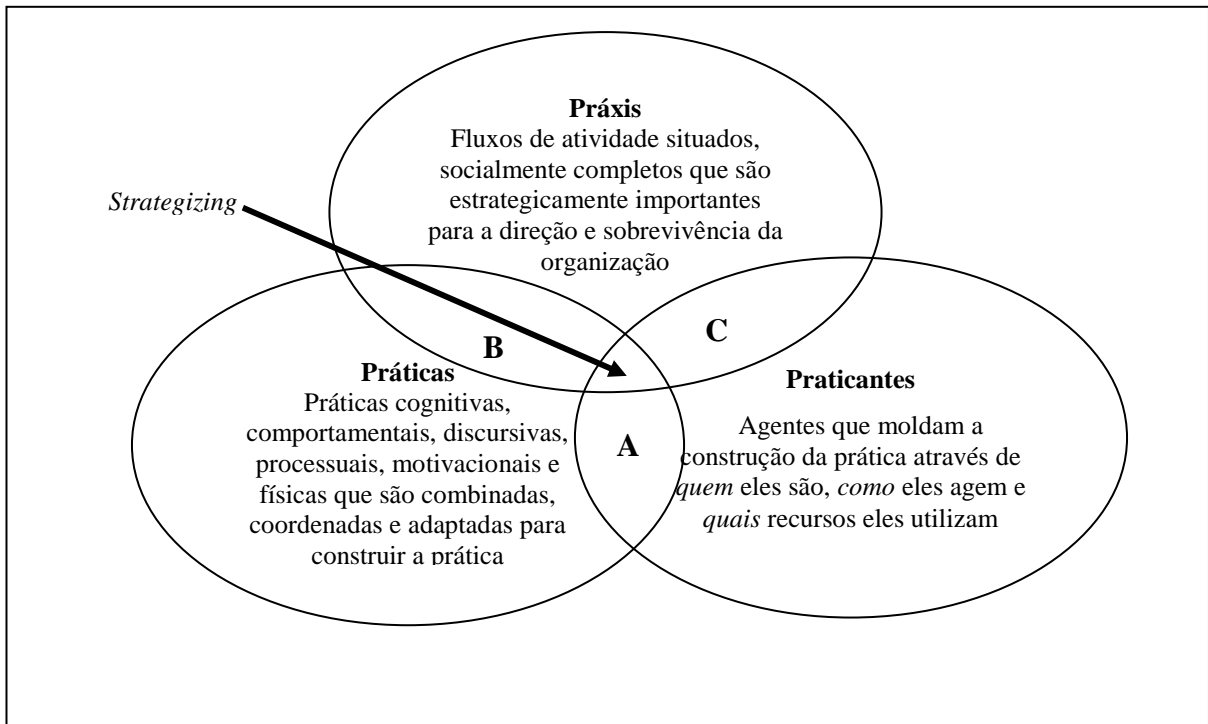 Práxis
Fluxos de atividade situados,
socialmente completos que são
estrategicamente importantes
para a direção e sobrevivência da
organização
Strategizing
B
C
A
Práticas
Práticas cognitivas,
comportamentais, discursivas,
processuais, motivacionais e
físicas que são combinadas,
coordenadas e adaptadas para
construir a prática
Praticantes
Agentes que moldam a
construção da prática através de
quem eles são, como eles agem e
quais recursos eles utilizam